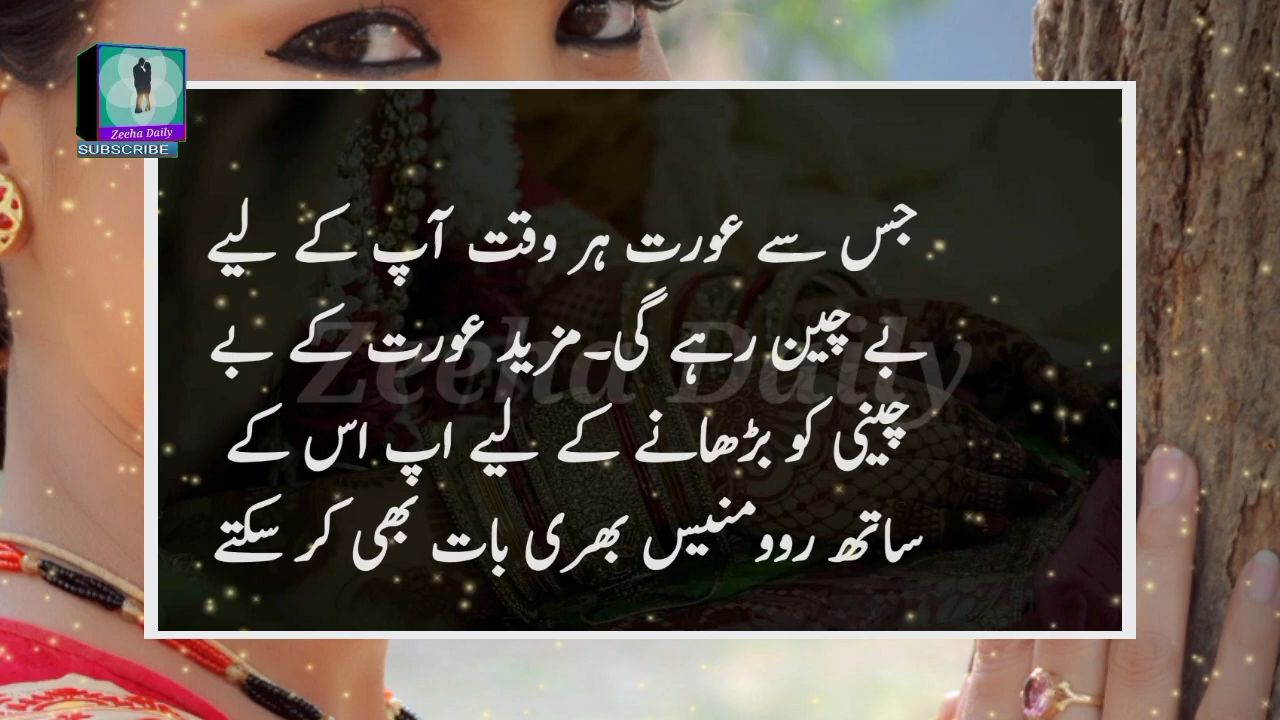 Zeeha Daily
SUBSCRIBE
جس سے عورت ہر وقت آپ کے لیے
بے چین رہے گی۔مزید عورت کے بے
چینی کو بڑھانے کے لیے اپ اس کے
ساتھ روومنیس بھری بات بھی کر سکتے
Zeeha Daily